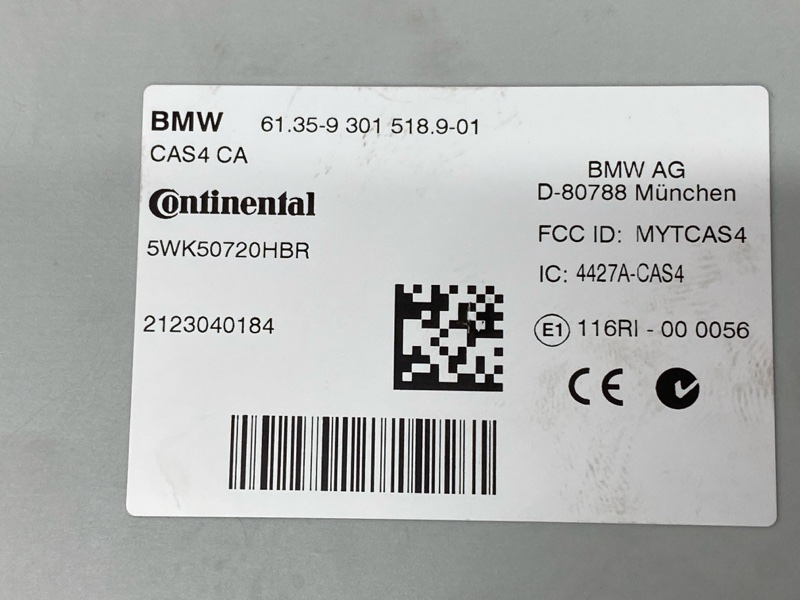 BMW 61.35-9 301 518.9-01
CAS4 CA
Continental
5WK50720HBR
2123040184
BMW AG
D-80788 München
FCC ID: MYTCAS4
IC: 4427A-CAS4
E1 116RI - 00 0056
CE